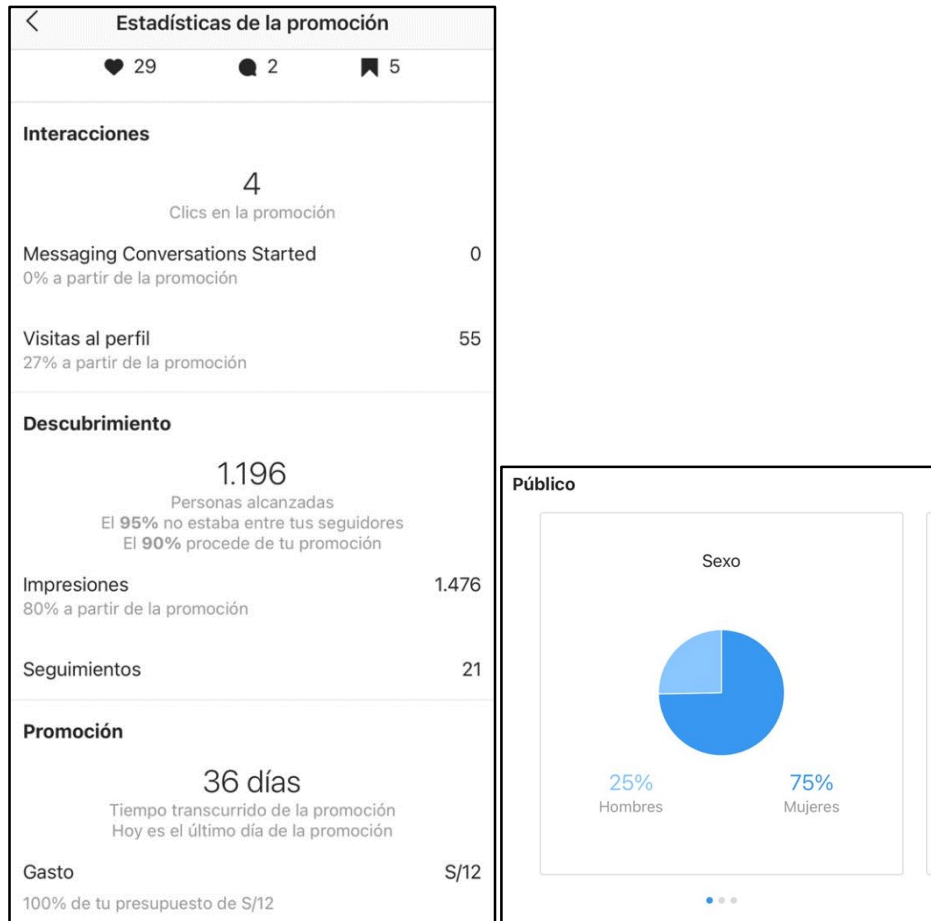 Estadísticas de la promoción
29 2 5
Interacciones
4
Clics en la promoción
Messaging Conversations Started 0
0% a partir de la promoción
Visitas al perfil 55
27% a partir de la promoción
Descubrimiento
1.196
Personas alcanzadas
El 95% no estaba entre tus seguidores
El 90% procede de tu promoción
Impresiones 1.476
80% a partir de la promoción
Seguimientos 21
Promoción
36 días
Tiempo transcurrido de la promoción
Hoy es el último día de la promoción
Gasto S/12
100% de tu presupuesto de S/12
Público
Sexo
25% 75%
Hombres Mujeres